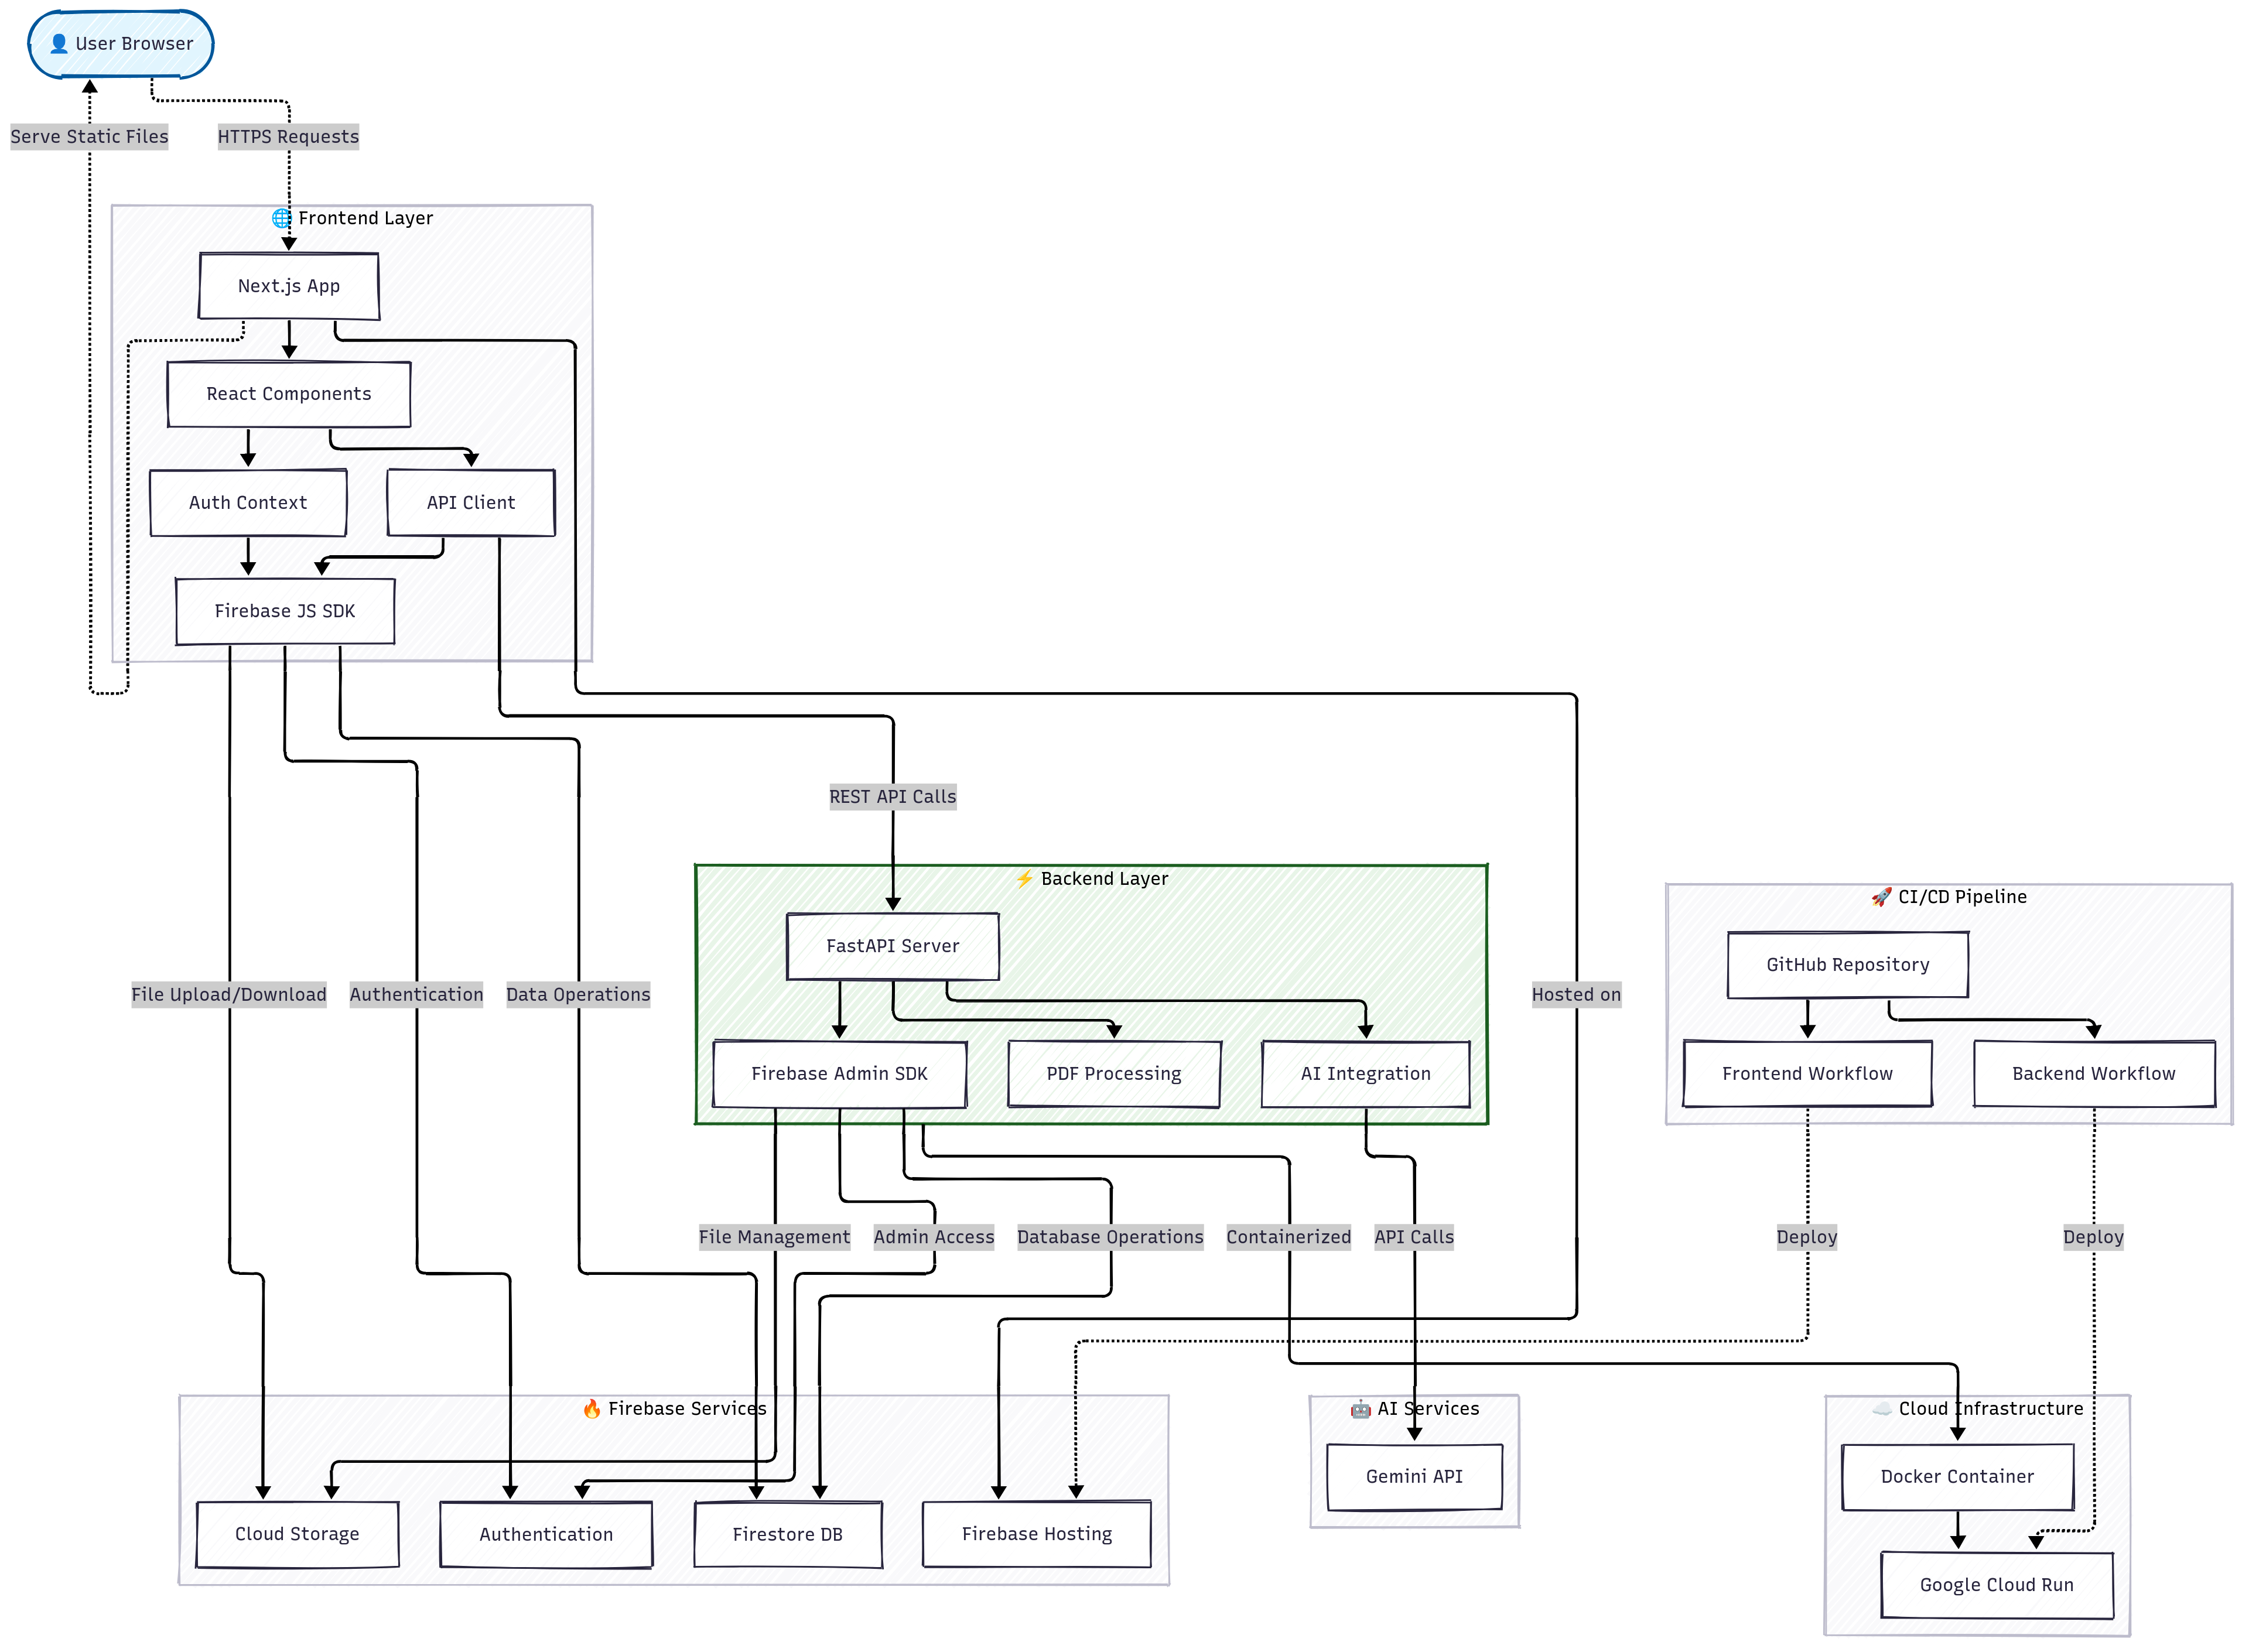 👤 User Browser
Serve Static Files
HTTPS Requests
🌐 Frontend Layer
Next.js App
React Components
Auth Context
API Client
Firebase JS SDK
REST API Calls
⚡ Backend Layer
FastAPI Server
Firebase Admin SDK
PDF Processing
AI Integration
🚀 CI/CD Pipeline
GitHub Repository
Frontend Workflow
Backend Workflow
File Upload/Download
Authentication
Data Operations
Hosted on
File Management
Admin Access
Database Operations
Containerized
API Calls
Deploy
Deploy
🔥 Firebase Services
Cloud Storage
Authentication
Firestore DB
Firebase Hosting
🤖 AI Services
Gemini API
☁️ Cloud Infrastructure
Docker Container
Google Cloud Run